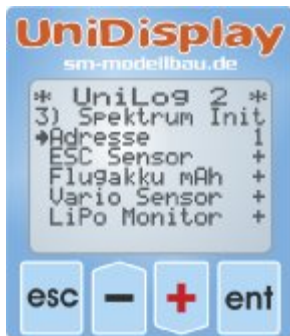 UniDisplay
sm-modellbau.de
* UniLog 2 *
3) Spektrum Init
→Adresse 1
ESC Sensor +
Flugakku mAh +
Vario Sensor +
LiPo Monitor +
esc − + ent